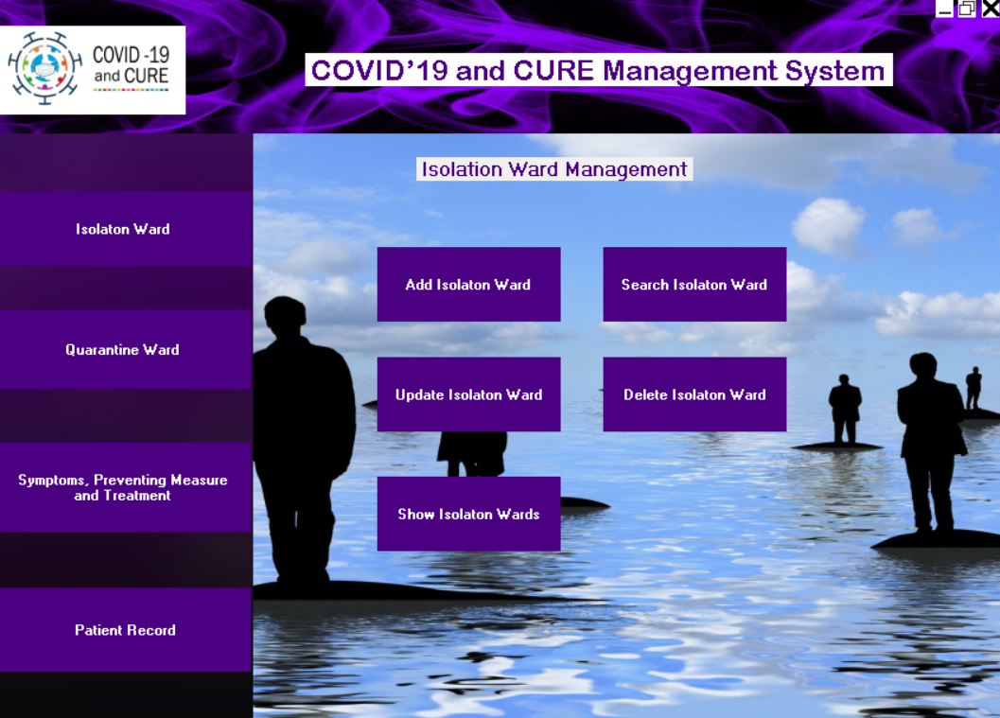 COVID -19
and CURE
COVID'19 and CURE Management System
Isolation Ward Management
Isolaton Ward
Quarantine Ward
Symptoms, Preventing Measure
and Treatment
Patient Record
Add Isolaton Ward
Search Isolaton Ward
Update Isolaton Ward
Delete Isolaton Ward
Show Isolaton Wards